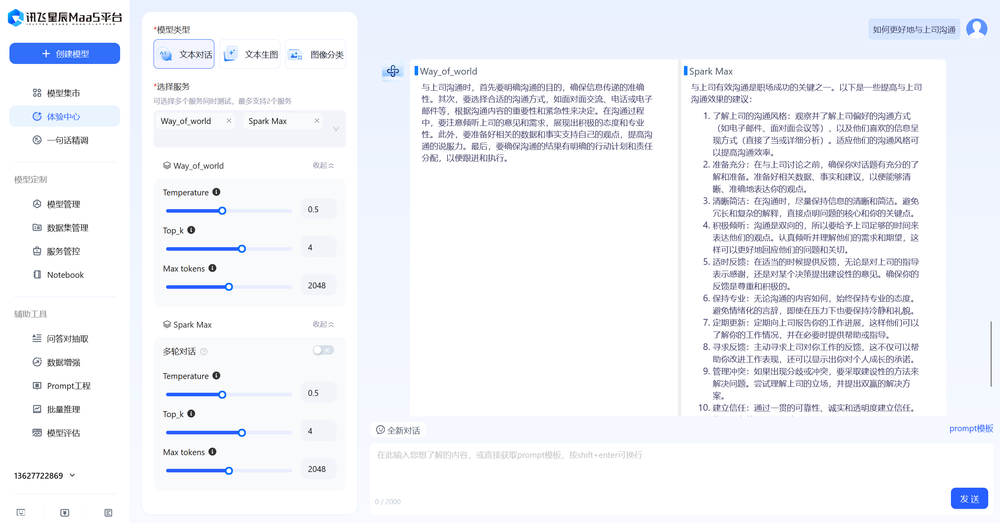 讯飞星辰MaaS平台
IFLYTEK STARS MAAS PLATFORM
创建模型
模型集市
体验中心
一句话精调
模型定制
模型管理
数据集管理
服务管控
Notebook
辅助工具
问答对抽取
数据增强
Prompt工程
批量推理
模型评估
13627722869
*模型类型
文本对话
文本生图
图像分类
*选择服务
可选择多个服务同时测试，最多支持2个服务
Way_of_world
Spark Max
Way_of_world
收起
Temperature
0.5
Top_k
4
Max tokens
2048
Spark Max
收起
多轮对话
关
Temperature
0.5
Top_k
4
Max tokens
2048
如何更好地与上司沟通
Way_of_world
与上司沟通时，首先要明确沟通的目的，确保信息传递的准确
性。其次，要选择合适的沟通方式，如面对面交流、电话或电子
邮件等，根据沟通内容的重要性和紧急性来决定。在沟通过程
中，要注意倾听上司的意见和需求，展现出积极的态度和专业
性。此外，要准备好相关的数据和事实支持自己的观点，提高沟
通的说服力。最后，要确保沟通的结果有明确的行动计划和责任
分配，以便跟进和执行。
Spark Max
与上司有效沟通是职场成功的关键之一。以下是一些提高与上司
沟通效果的建议：
1. 了解上司的沟通风格：观察并了解上司偏好的沟通方式
（如电子邮件、面对面会议等），以及他们喜欢的信息呈
现方式（直接了当或详细分析）。适应他们的沟通风格可
以提高沟通效率。
2. 准备充分：在与上司讨论之前，确保你对话题有充分的了
解和准备。准备好相关数据、事实和建议，以便能够清
晰、准确地表达你的观点。
3. 清晰简洁：在沟通时，尽量保持信息的清晰和简洁。避免
冗长和复杂的解释，直接点明问题的核心和你的关键点。
4. 积极倾听：沟通是双向的，所以要给予上司足够的时间来
表达他们的观点。认真倾听并理解他们的需求和期望，这
样可以更好地回应他们的问题和关切。
5. 适时反馈：在适当的时候提供反馈，无论是对上司的指导
表示感谢，还是对某个决策提出建设性的意见。确保你的
反馈是尊重和积极的。
6. 保持专业：无论沟通的内容如何，始终保持专业的态度。
避免情绪化的言辞，即使在压力下也要保持冷静和礼貌。
7. 定期更新：定期向上司报告你的工作进展，这样他们可以
了解你的工作情况，并在必要时提供帮助或指导。
8. 寻求反馈：主动寻求上司对你工作的反馈，这不仅可以帮
助你改进工作表现，还可以显示出你对个人成长的承诺。
9. 管理冲突：如果出现分歧或冲突，要采取建设性的方法来
解决问题。尝试理解上司的立场，并提出双赢的解决方
案。
10. 建立信任：通过一贯的可靠性、诚实和透明度建立信任。
全新对话
prompt模板
在此输入您想了解的内容，或直接获取prompt模板，按shift+enter可换行
0 / 2000
发送